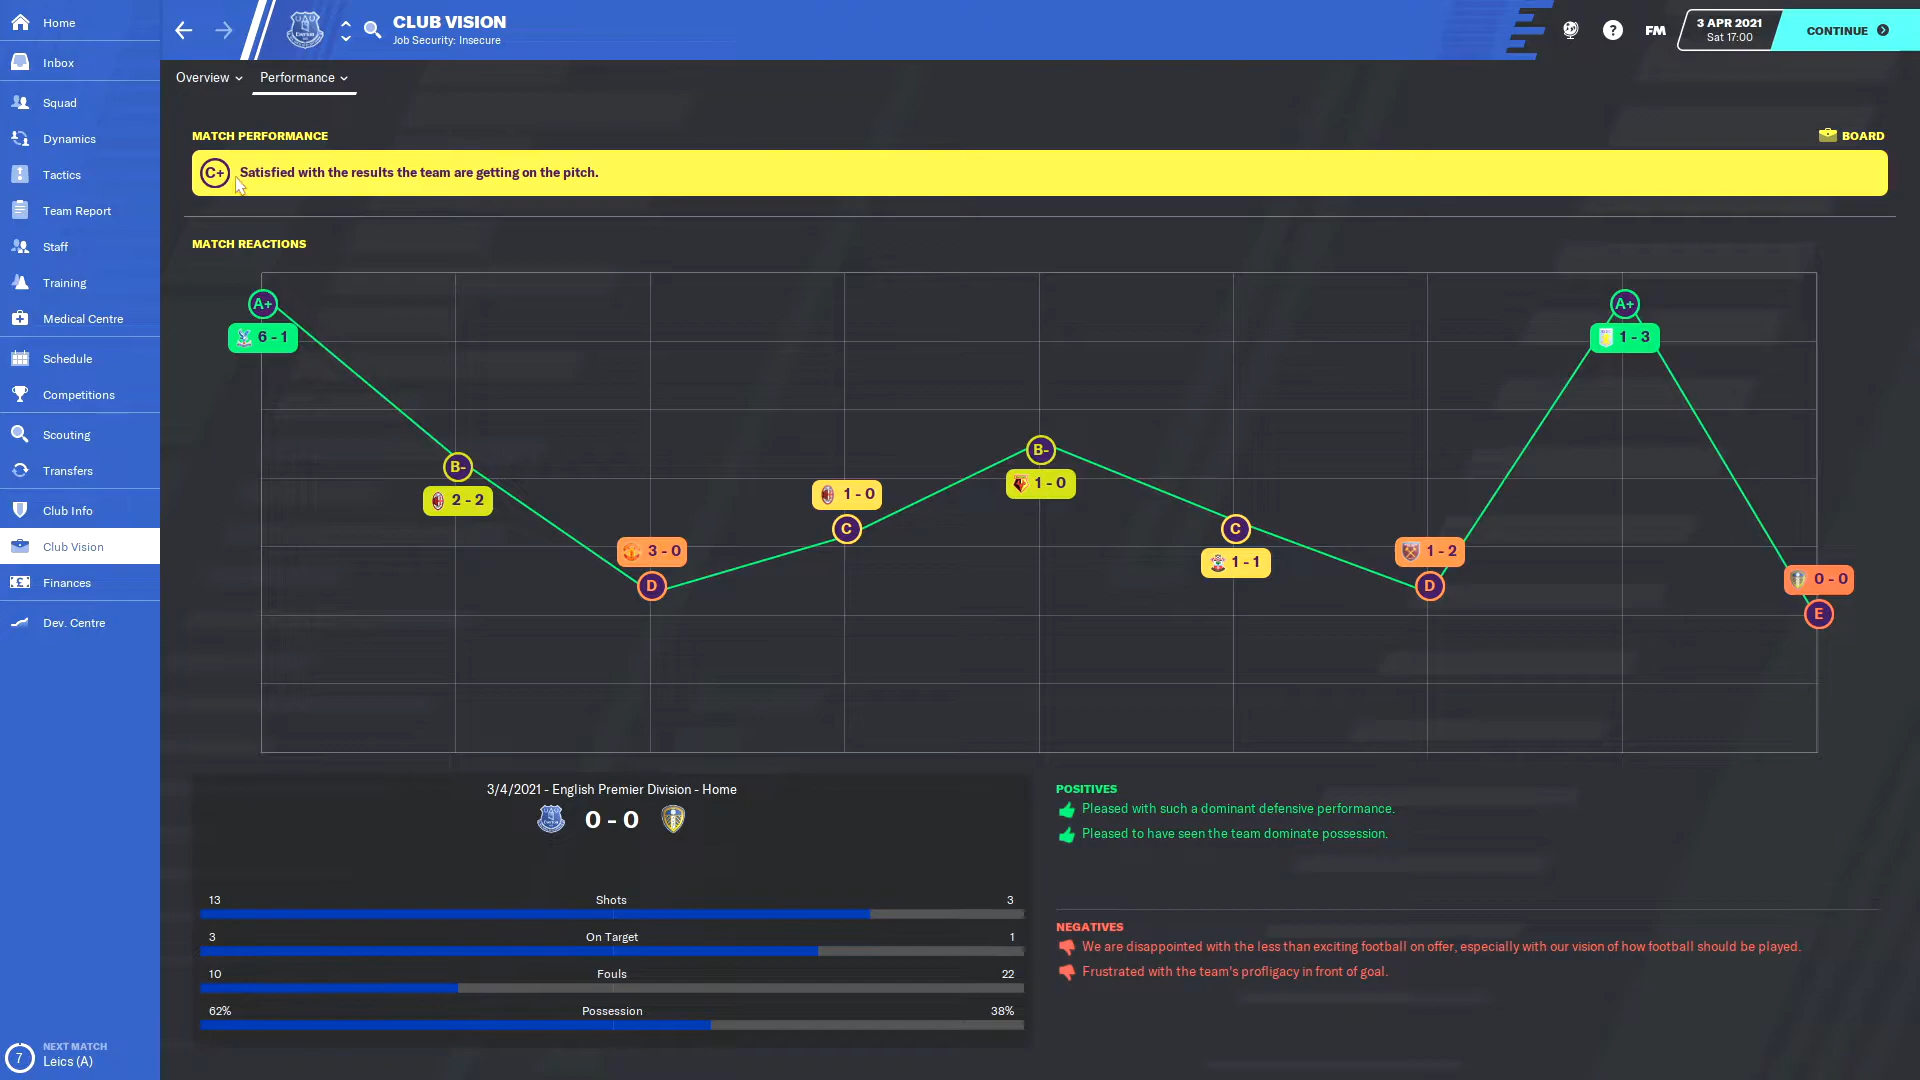 Home
Inbox
Squad
Dynamics
Tactics
Team Report
Staff
Training
Medical Centre
Schedule
Competitions
Scouting
Transfers
Club Info
Club Vision
Finances
Dev. Centre
7
NEXT MATCH
Leics (A)
CLUB VISION
Job Security: Insecure
?
FM
3 APR 2021
Sat 17:00
CONTINUE
Overview
Performance
MATCH PERFORMANCE
BOARD
C+ Satisfied with the results the team are getting on the pitch.
MATCH REACTIONS
A+
6 - 1
B-
2 - 2
3 - 0
D
1 - 0
C
B-
1 - 0
C
1 - 1
1 - 2
D
A+
1 - 3
0 - 0
E
3/4/2021 - English Premier Division - Home
0 - 0
13 Shots 3
3 On Target 1
10 Fouls 22
62% Possession 38%
POSITIVES
Pleased with such a dominant defensive performance.
Pleased to have seen the team dominate possession.
NEGATIVES
We are disappointed with the less than exciting football on offer, especially with our vision of how football should be played.
Frustrated with the team's profligacy in front of goal.